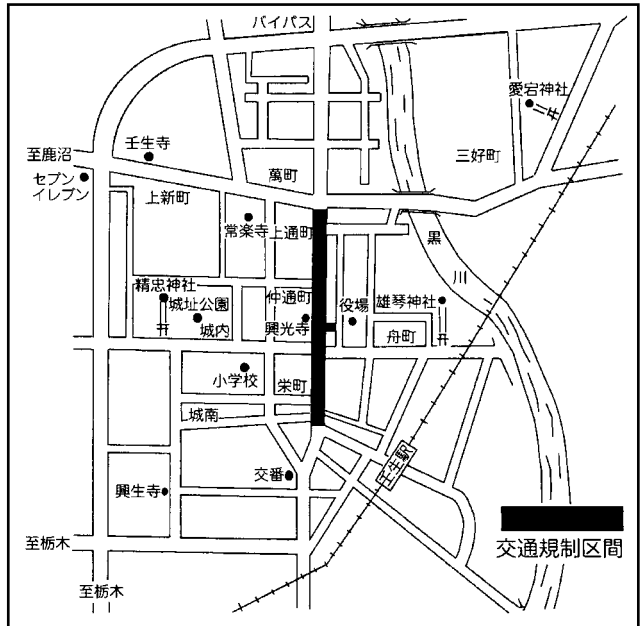 バイパス
愛宕神社
至鹿沼
壬生寺
三好町
セブン
イレブン
萬町
上新町
常楽寺
上通町
黒
川
精忠神社
城址公園
仲通町
役場
雄琴神社
城内
興光寺
舟町
小学校
栄町
城南
壬生駅
交番
興生寺
交通規制区間
至栃木
至栃木